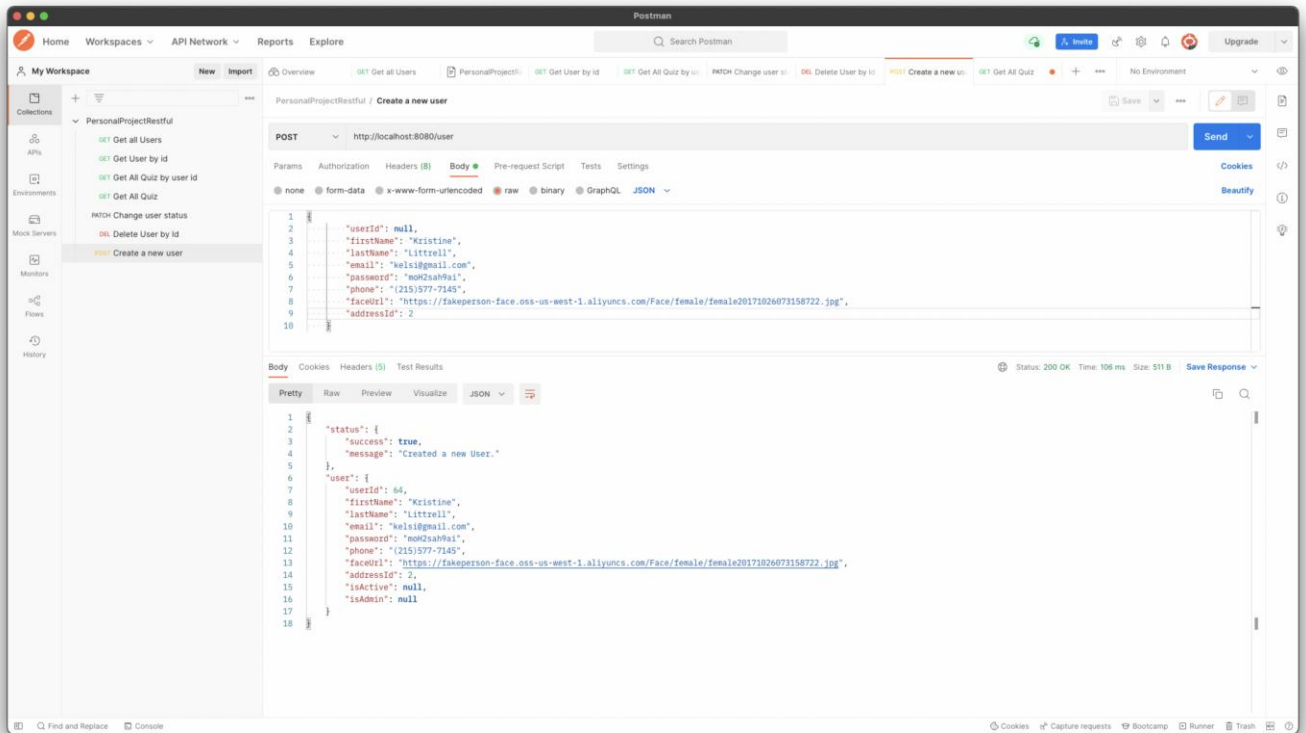 Postman
Home Workspaces API Network Reports Explore Search Postman Invite Upgrade
My Workspace New Import Overview GET Get all Users PersonalProjectR GET Get User by id GET Get All Quiz by us PATCH Change user st DEL Delete User by Id POST Create a new us GET Get All Quiz No Environment
Collections
APIs
Environments
Mock Servers
Monitors
Flows
History
PersonalProjectRestful
GET Get all Users
GET Get User by id
GET Get All Quiz by user id
GET Get All Quiz
PATCH Change user status
DEL Delete User by Id
POST Create a new user
PersonalProjectRestful / Create a new user Save
POST http://localhost:8080/user Send
Params Authorization Headers (8) Body Pre-request Script Tests Settings Cookies
none form-data x-www-form-urlencoded raw binary GraphQL JSON Beautify
1 {
2 "userId": null,
3 "firstName": "Kristine",
4 "lastName": "Littrell",
5 "email": "kelsi@gmail.com",
6 "password": "moH2sah9ai",
7 "phone": "(215)577-7145",
8 "faceUrl": "https://fakeperson-face.oss-us-west-1.aliyuncs.com/Face/female/female20171026073158722.jpg",
9 "addressId": 2
10 }
Body Cookies Headers (5) Test Results Status: 200 OK Time: 106 ms Size: 511 B Save Response
Pretty Raw Preview Visualize JSON
1 {
2 "status": {
3 "success": true,
4 "message": "Created a new User."
5 },
6 "user": {
7 "userId": 64,
8 "firstName": "Kristine",
9 "lastName": "Littrell",
10 "email": "kelsi@gmail.com",
11 "password": "moH2sah9ai",
12 "phone": "(215)577-7145",
13 "faceUrl": "https://fakeperson-face.oss-us-west-1.aliyuncs.com/Face/female/female20171026073158722.jpg",
14 "addressId": 2,
15 "isActive": null,
16 "isAdmin": null
17 }
18 }
Find and Replace Console Cookies Capture requests Bootcamp Runner Trash